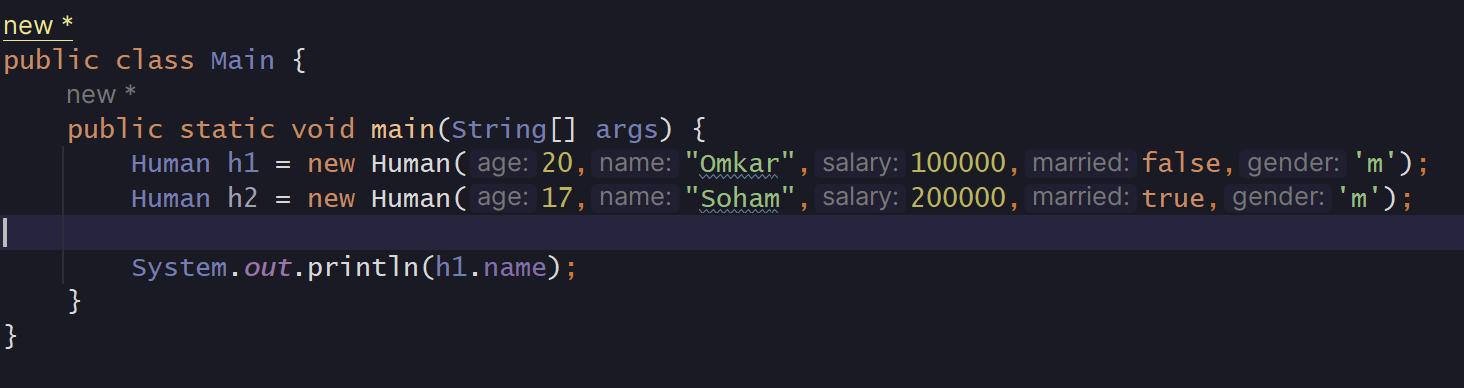 new *
public class Main {
new *
public static void main(String[] args) {
Human h1 = new Human( age: 20, name: "Omkar", salary: 100000, married: false, gender: 'm');
Human h2 = new Human( age: 17, name: "Soham", salary: 200000, married: true, gender: 'm');
System.out.println(h1.name);
}
}